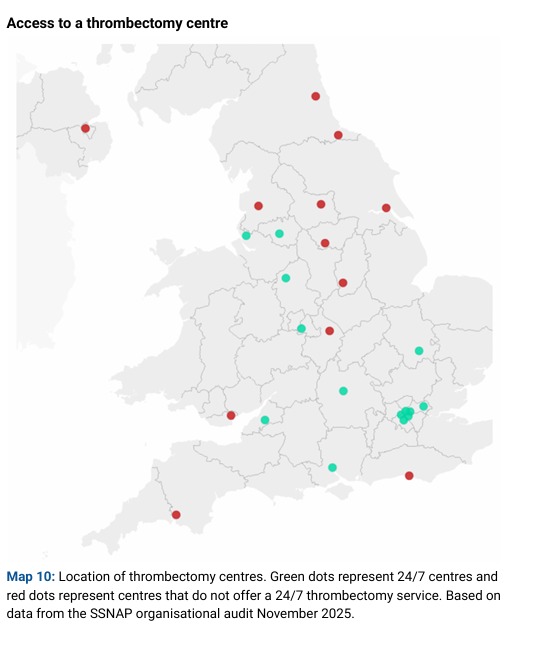 Access to a thrombectomy centre
Map 10: Location of thrombectomy centres. Green dots represent 24/7 centres and
red dots represent centres that do not offer a 24/7 thrombectomy service. Based on
data from the SSNAP organisational audit November 2025.